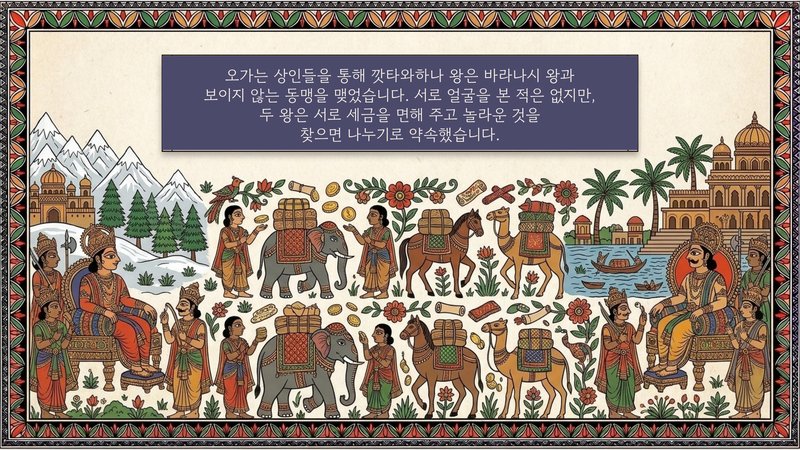 오가는 상인들을 통해 깟타와하나 왕은 바라나시 왕과
보이지 않는 동맹을 맺었습니다. 서로 얼굴을 본 적은 없지만,
두 왕은 서로 세금을 면해 주고 놀라운 것을
찾으면 나누기로 약속했습니다.